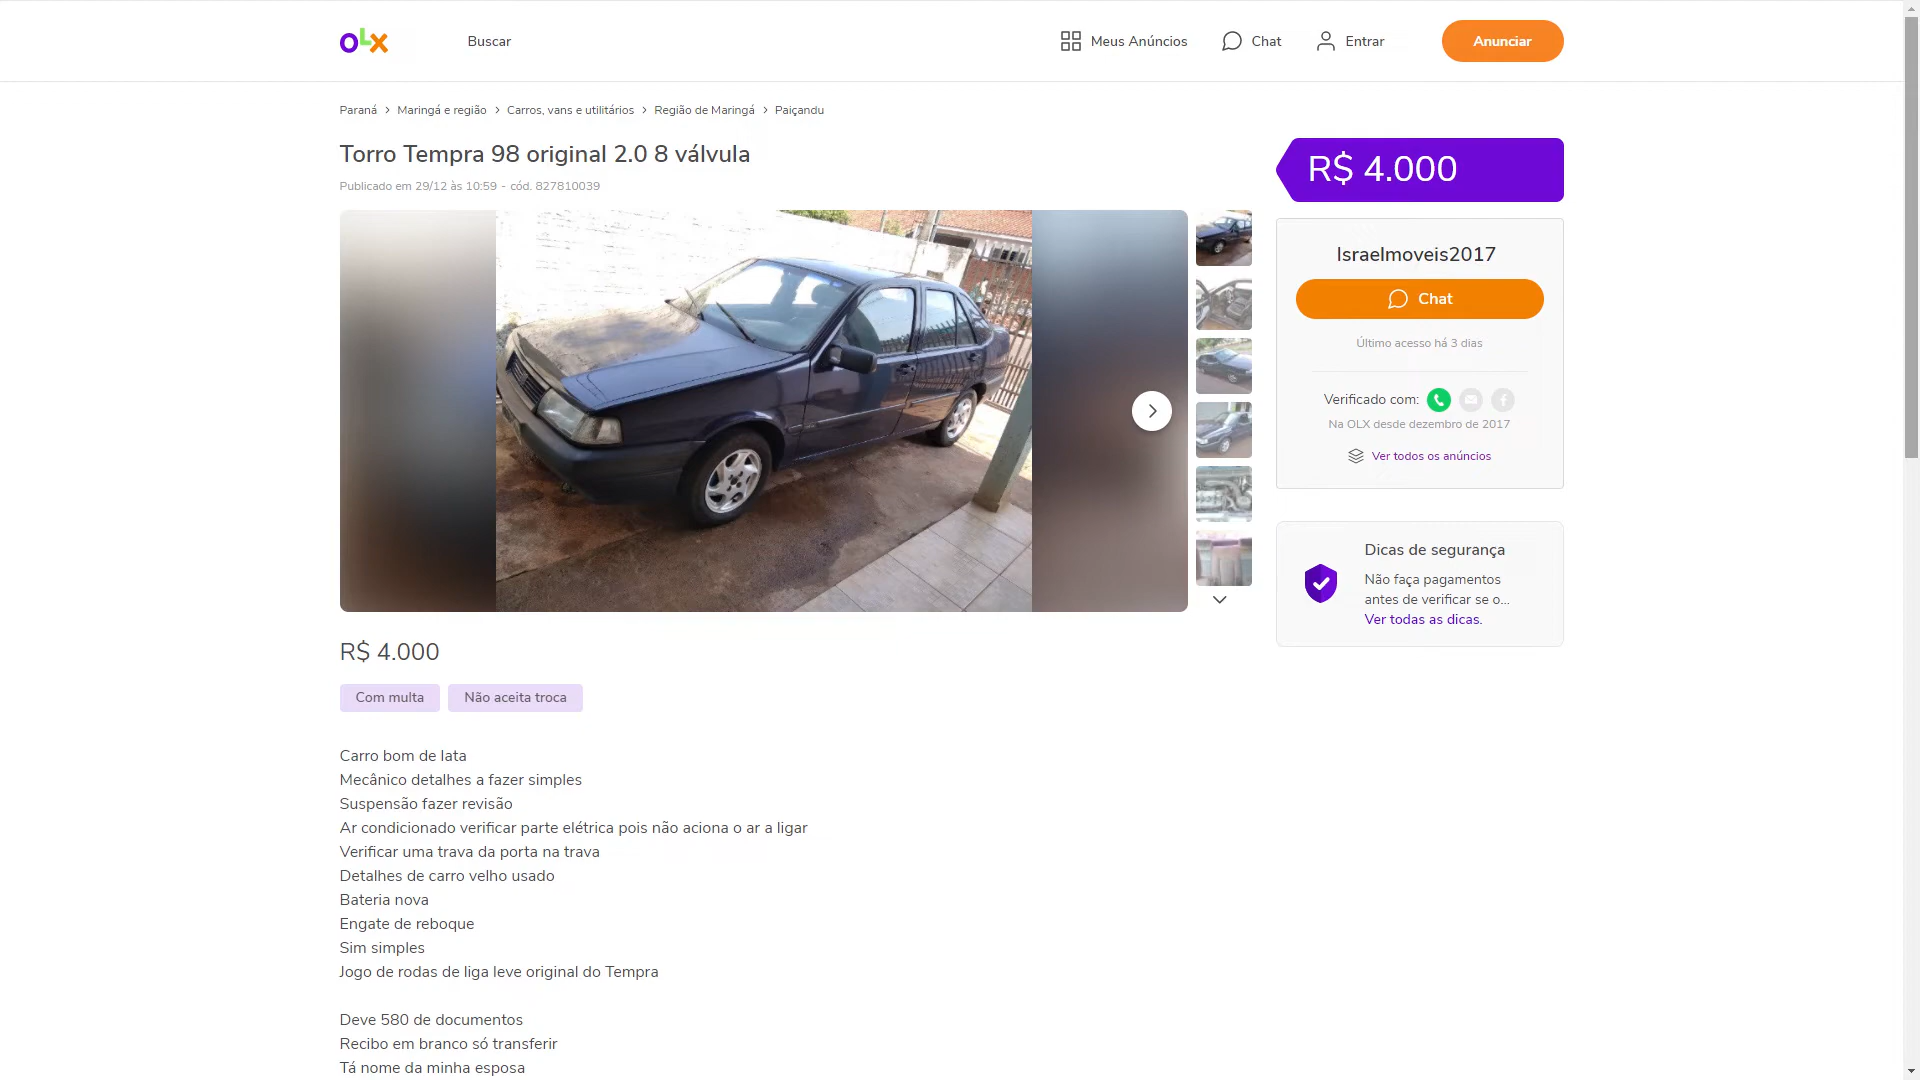 OLX
Buscar
Meus Anúncios
Chat
Entrar
Anunciar
Paraná > Maringá e região > Carros, vans e utilitários > Região de Maringá > Paiçandu
Torro Tempra 98 original 2.0 8 válvula
Publicado em 29/12 às 10:59 - cód. 827810039
R$ 4.000
Israelmoveis2017
Chat
Último acesso há 3 dias
Verificado com:
Na OLX desde dezembro de 2017
Ver todos os anúncios
Dicas de segurança
Não faça pagamentos
antes de verificar se o...
Ver todas as dicas.
R$ 4.000
Com multa
Não aceita troca
Carro bom de lata
Mecânico detalhes a fazer simples
Suspensão fazer revisão
Ar condicionado verificar parte elétrica pois não aciona o ar a ligar
Verificar uma trava da porta na trava
Detalhes de carro velho usado
Bateria nova
Engate de reboque
Sim simples
Jogo de rodas de liga leve original do Tempra
Deve 580 de documentos
Recibo em branco só transferir
Tá nome da minha esposa